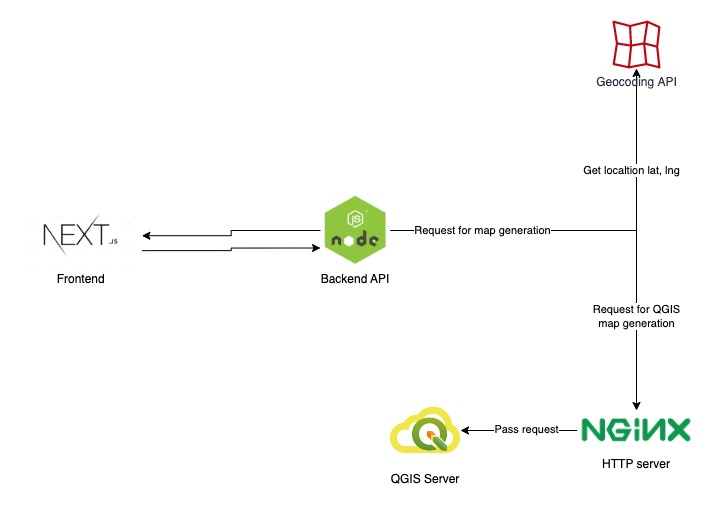 Geocoding API
Get localtion lat, lng
NEXT.JS
Frontend
JS
node
Backend API
Request for map generation
Request for QGIS
map generation
Pass request
NGINX
HTTP server
QGIS Server